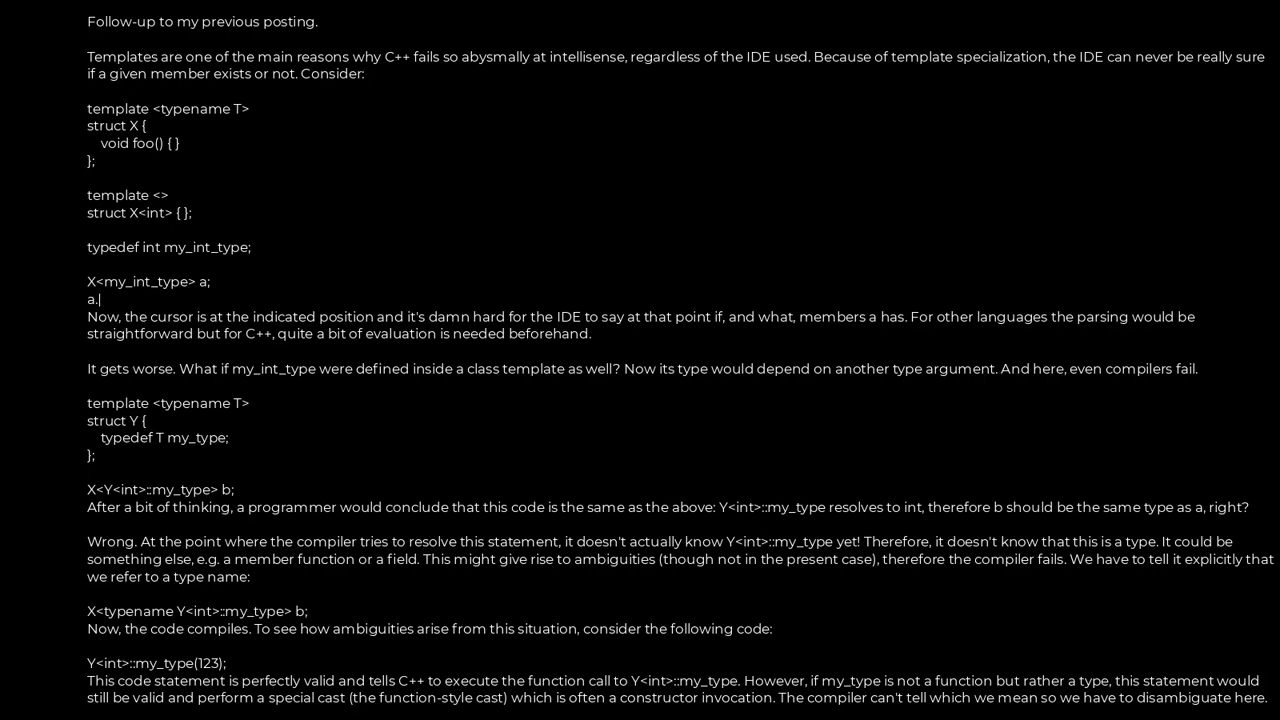 Follow-up to my previous posting.
Templates are one of the main reasons why C++ fails so abysmally at intellisense, regardless of the IDE used. Because of template specialization, the IDE can never be really sure
if a given member exists or not. Consider:
template <typename T>
struct X {
    void foo() { }
};
template <>
struct X<int> { };
typedef int my_int_type;
X<my_int_type> a;
a.|
Now, the cursor is at the indicated position and it's damn hard for the IDE to say at that point if, and what, members a has. For other languages the parsing would be
straightforward but for C++, quite a bit of evaluation is needed beforehand.
It gets worse. What if my_int_type were defined inside a class template as well? Now its type would depend on another type argument. And here, even compilers fail.
template <typename T>
struct Y {
    typedef T my_type;
};
X<Y<int>::my_type> b;
After a bit of thinking, a programmer would conclude that this code is the same as the above: Y<int>::my_type resolves to int, therefore b should be the same type as a, right?
Wrong. At the point where the compiler tries to resolve this statement, it doesn't actually know Y<int>::my_type yet! Therefore, it doesn't know that this is a type. It could be
something else, e.g. a member function or a field. This might give rise to ambiguities (though not in the present case), therefore the compiler fails. We have to tell it explicitly that
we refer to a type name:
X<typename Y<int>::my_type> b;
Now, the code compiles. To see how ambiguities arise from this situation, consider the following code:
Y<int>::my_type(123);
This code statement is perfectly valid and tells C++ to execute the function call to Y<int>::my_type. However, if my_type is not a function but rather a type, this statement would
still be valid and perform a special cast (the function-style cast) which is often a constructor invocation. The compiler can't tell which we mean so we have to disambiguate here.